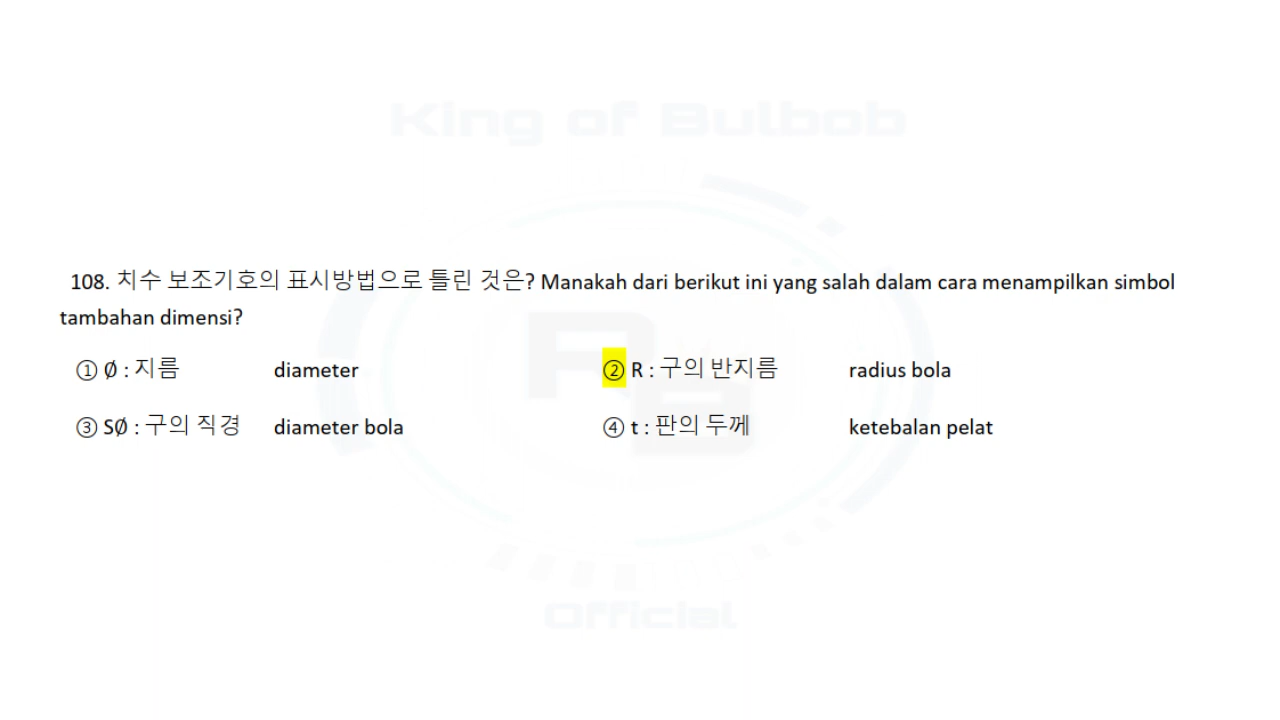 King of Bulbob
108. 치수 보조기호의 표시방법으로 틀린 것은? Manakah dari berikut ini yang salah dalam cara menampilkan simbol
tambahan dimensi?
① Ø : 지름 diameter ② R : 구의 반지름 radius bola
③ SØ : 구의 직경 diameter bola ④ t : 판의 두께 ketebalan pelat
RB
Official